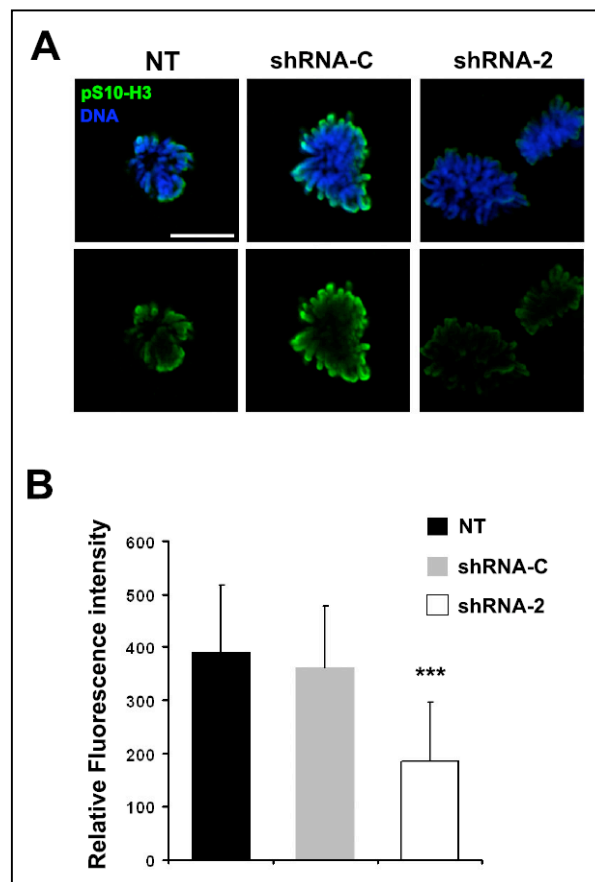 A
NT
shRNA-C
shRNA-2
pS10-H3
DNA
B
Relative Fluorescence intensity
600
500
400
300
200
100
0
NT
shRNA-C
shRNA-2
***